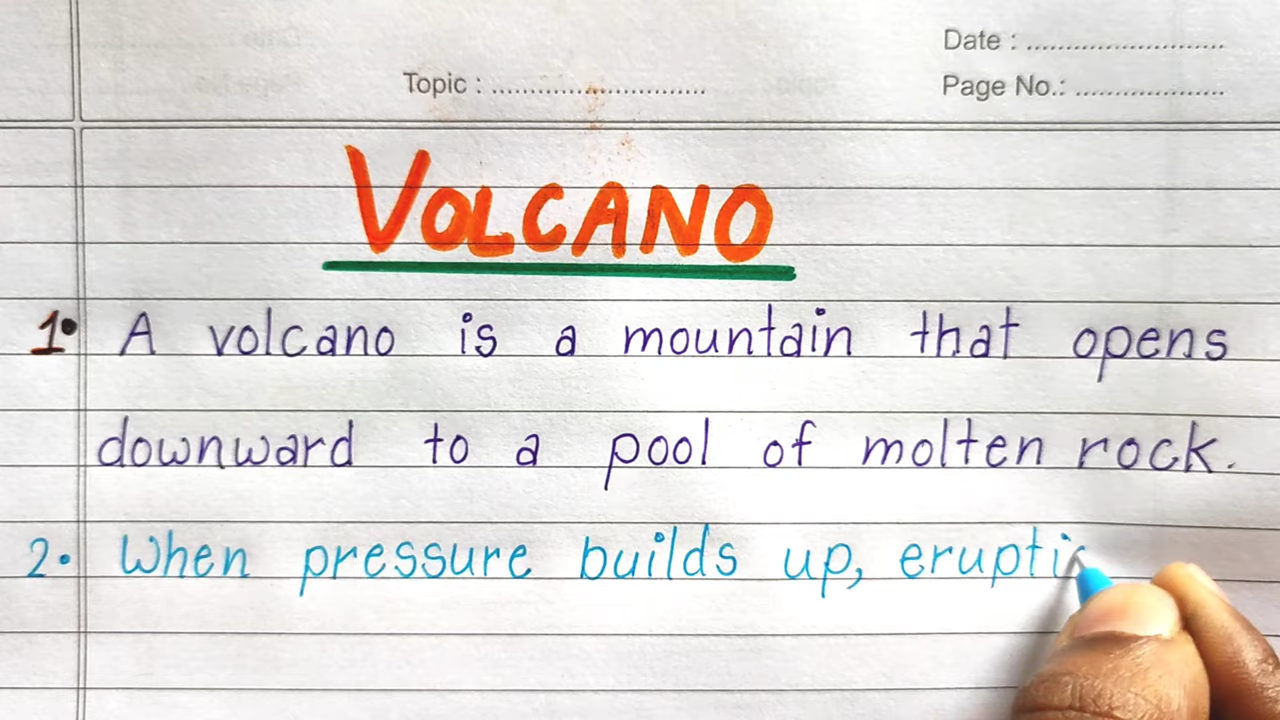 Date : ..........................
Topic : ............................
Page No.: ....................
VOLCANO
1. A volcano is a mountain that opens
downward to a pool of molten rock.
2. When pressure builds up,